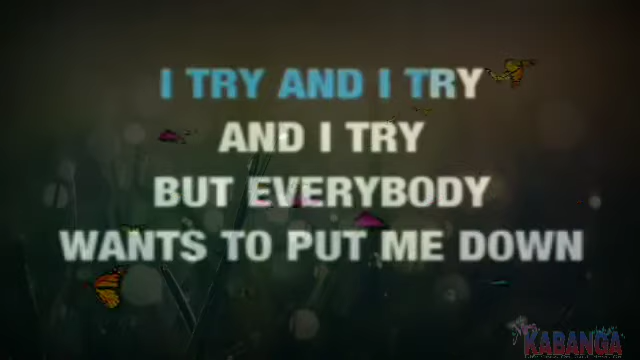 I TRY AND I TRY
AND I TRY
BUT EVERYBODY
WANTS TO PUT ME DOWN
KABANGA